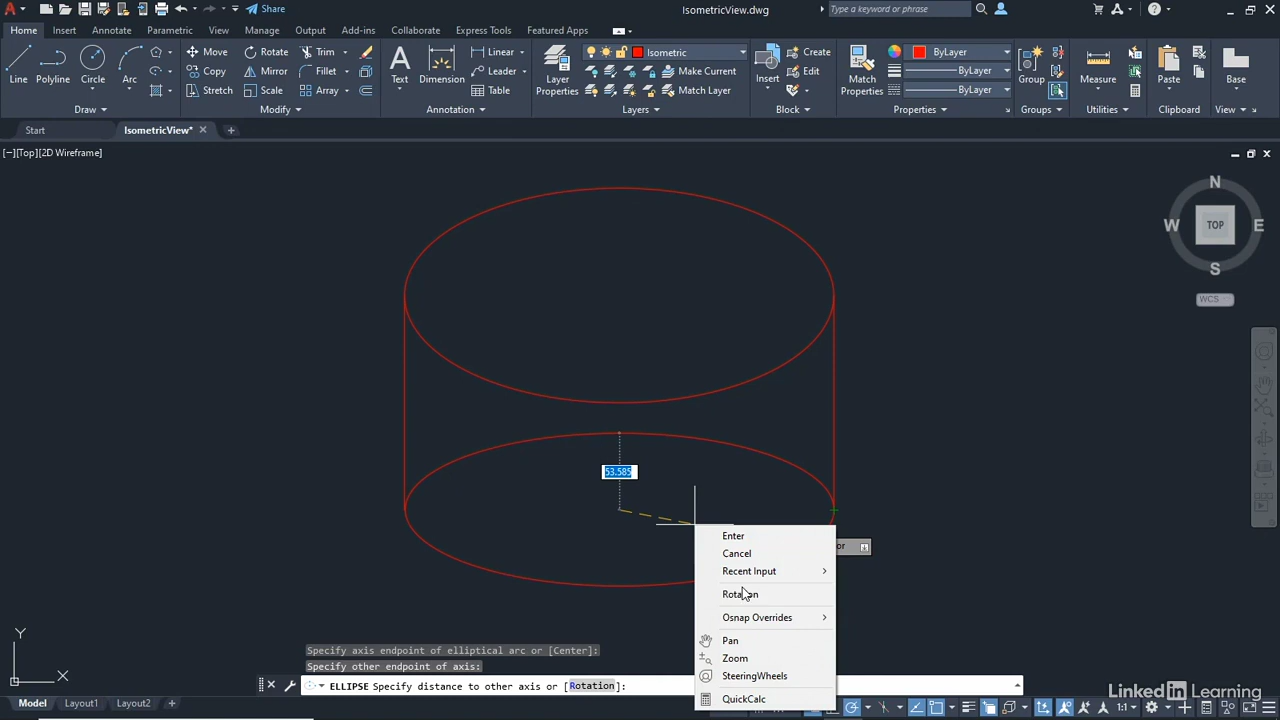 Share
IsometricView.dwg
Type a keyword or phrase
Home Insert Annotate Parametric View Manage Output Add-ins Collaborate Express Tools Featured Apps
Line Polyline Circle Arc
Move Rotate Trim
Copy Mirror Fillet
Stretch Scale Array
Text Dimension
Linear
Leader
Table
Layer Properties
Isometric
Make Current
Match Layer
Insert
Create
Edit
Match Properties
ByLayer
ByLayer
ByLayer
Group
Measure
Paste
Base
Draw Modify Annotation Layers Block Properties Groups Utilities Clipboard View
Start IsometricView*
[−][Top][2D Wireframe]
N
W TOP E
S
WCS
53.585
or
Enter
Cancel
Recent Input
Rotation
Osnap Overrides
Pan
Zoom
SteeringWheels
QuickCalc
Y
X
Specify axis endpoint of elliptical arc or [Center]:
Specify other endpoint of axis:
ELLIPSE Specify distance to other axis or [Rotation]:
Linked in Learning
Layout1 Layout2
1:1